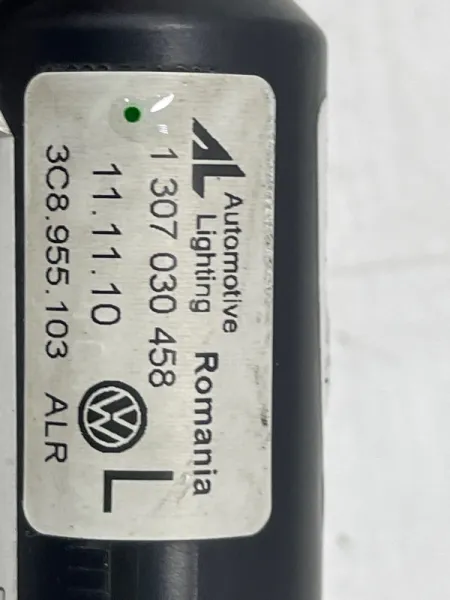 AL Automotive
Lighting Romania
1 307 030 458
11.11.10 L
3C8.955.103 ALR